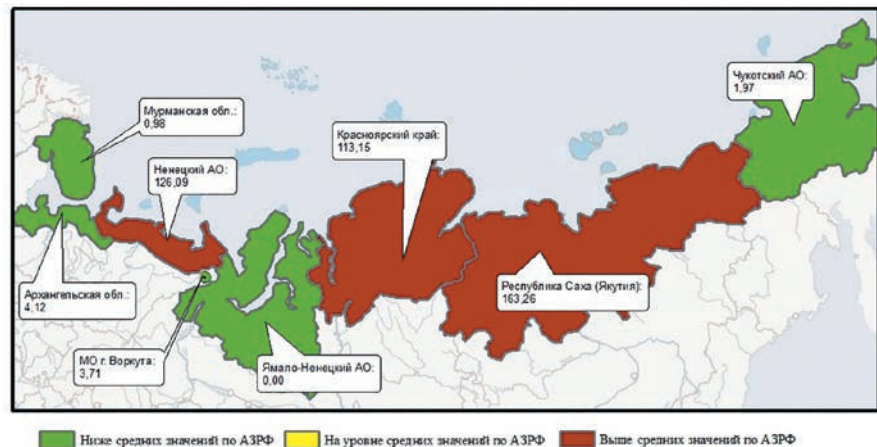 Чукотский АО:
1,97
Мурманская обл.:
0,98
Красноярский край:
113,15
Ненецкий АО:
126,09
Республика Саха (Якутия):
163,26
Архангельская обл.:
4,12
МО г. Воркута:
3,71
Ямало-Ненецкий АО:
0,00
Ниже средних значений по АЗРФ
На уровне средних значений по АЗРФ
Выше средних значений по АЗРФ